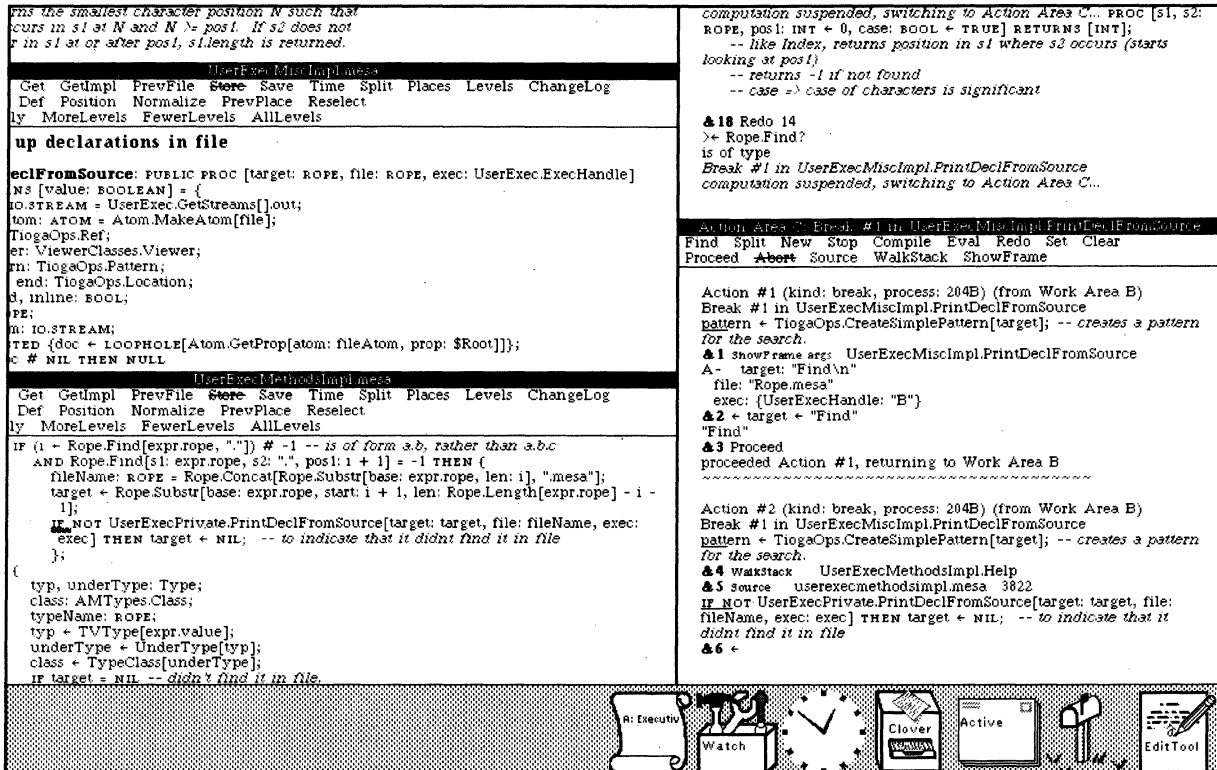 rns the smallest character position N such that
curs in s1 at N and N >= pos1. If s2 does not
r in s1 at or after pos1, s1.length is returned.
UserExecMiscImpl.mesa
Get GetImpl PrevFile Store Save Time Split Places Levels ChangeLog
Def Position Normalize PrevPlace Reselect
ly MoreLevels FewerLevels AllLevels
up declarations in file
eclFromSource: PUBLIC PROC [target: ROPE, file: ROPE, exec: UserExec.ExecHandle]
NS [value: BOOLEAN] = {
IO.STREAM = UserExec.GetStreams[].out;
tom: ATOM = Atom.MakeAtom[file];
TiogaOps.Ref;
er: ViewerClasses.Viewer;
rn: TiogaOps.Pattern;
end: TiogaOps.Location;
d, inline: BOOL;
PE;
m: IO.STREAM;
TED {doc ← LOOPHOLE[Atom.GetProp[atom: fileAtom, prop: $Root]]};
C # NIL THEN NULL
UserExecMethodsImpl.mesa
Get GetImpl PrevFile Store Save Time Split Places Levels ChangeLog
Def Position Normalize PrevPlace Reselect
ly MoreLevels FewerLevels AllLevels
IF (i ← Rope.Find[expr.rope, "."]) # -1 -- is of form a.b, rather than a.b.c
AND Rope.Find[s1: expr.rope, s2: ".", pos1: i + 1] = -1 THEN {
fileName: ROPE = Rope.Concat[Rope.Substr[base: expr.rope, len: i], ".mesa"];
target ← Rope.Substr[base: expr.rope, start: i + 1, len: Rope.Length[expr.rope] - i -
1];
IF NOT UserExecPrivate.PrintDeclFromSource[target: target, file: fileName, exec:
exec] THEN target ← NIL; -- to indicate that it didnt find it in file
};
{
typ, underType: Type;
class: AMTypes.Class;
typeName: ROPE;
typ ← TVType[expr.value];
underType ← UnderType[typ];
class ← TypeClass[underType];
IF target = NIL -- didn't find it in file.
computation suspended, switching to Action Area C... PROC [s1, s2:
ROPE, pos1: INT ← 0, case: BOOL ← TRUE] RETURNS [INT];
-- like Index, returns position in s1 where s2 occurs (starts
looking at pos1)
-- returns -1 if not found
-- case => case of characters is significant
&18 Redo 14
>← Rope.Find?
is of type
Break #1 in UserExecMiscImpl.PrintDeclFromSource
computation suspended, switching to Action Area C...
Action Area C: Break #1 in UserExecMiscImpl.PrintDeclFromSource
Find Split New Stop Compile Eval Redo Set Clear
Proceed Abort Source WalkStack ShowFrame
Action #1 (kind: break, process: 204B) (from Work Area B)
Break #1 in UserExecMiscImpl.PrintDeclFromSource
pattern ← TiogaOps.CreateSimplePattern[target]; -- creates a pattern
for the search.
&1 ShowFrame args UserExecMiscImpl.PrintDeclFromSource
A- target: "Find\n"
file: "Rope.mesa"
exec: {UserExecHandle: "B"}
&2 ← target ← "Find"
"Find"
&3 Proceed
proceeded Action #1, returning to Work Area B
~~~~~~~~~~~~~~~~~~~~~~~~~~~~~~~~~~~~~~~~
Action #2 (kind: break, process: 204B) (from Work Area B)
Break #1 in UserExecMiscImpl.PrintDeclFromSource
pattern ← TiogaOps.CreateSimplePattern[target]; -- creates a pattern
for the search.
&4 WalkStack UserExecMethodsImpl.Help
&5 Source userexecmethodsimpl.mesa 3822
IF NOT UserExecPrivate.PrintDeclFromSource[target: target, file:
fileName, exec: exec] THEN target ← NIL; -- to indicate that it
didnt find it in file
&6 ←
A: Executiv
Watch
Clover
Active
EditTool